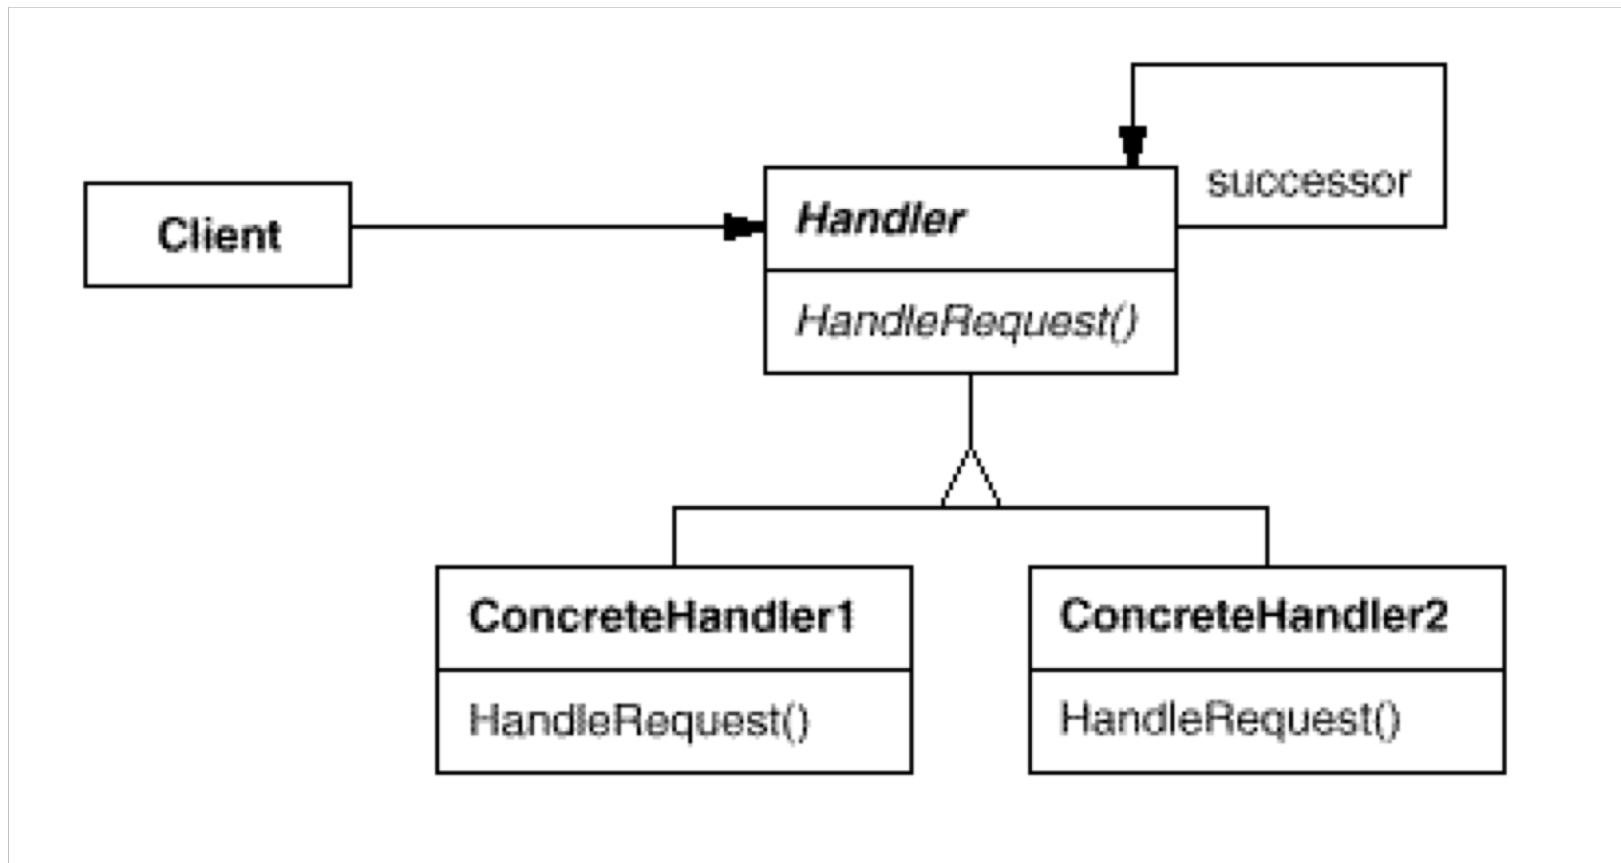 successor
Client
Handler
HandleRequest()
ConcreteHandler1
ConcreteHandler2
HandleRequest()
HandleRequest()